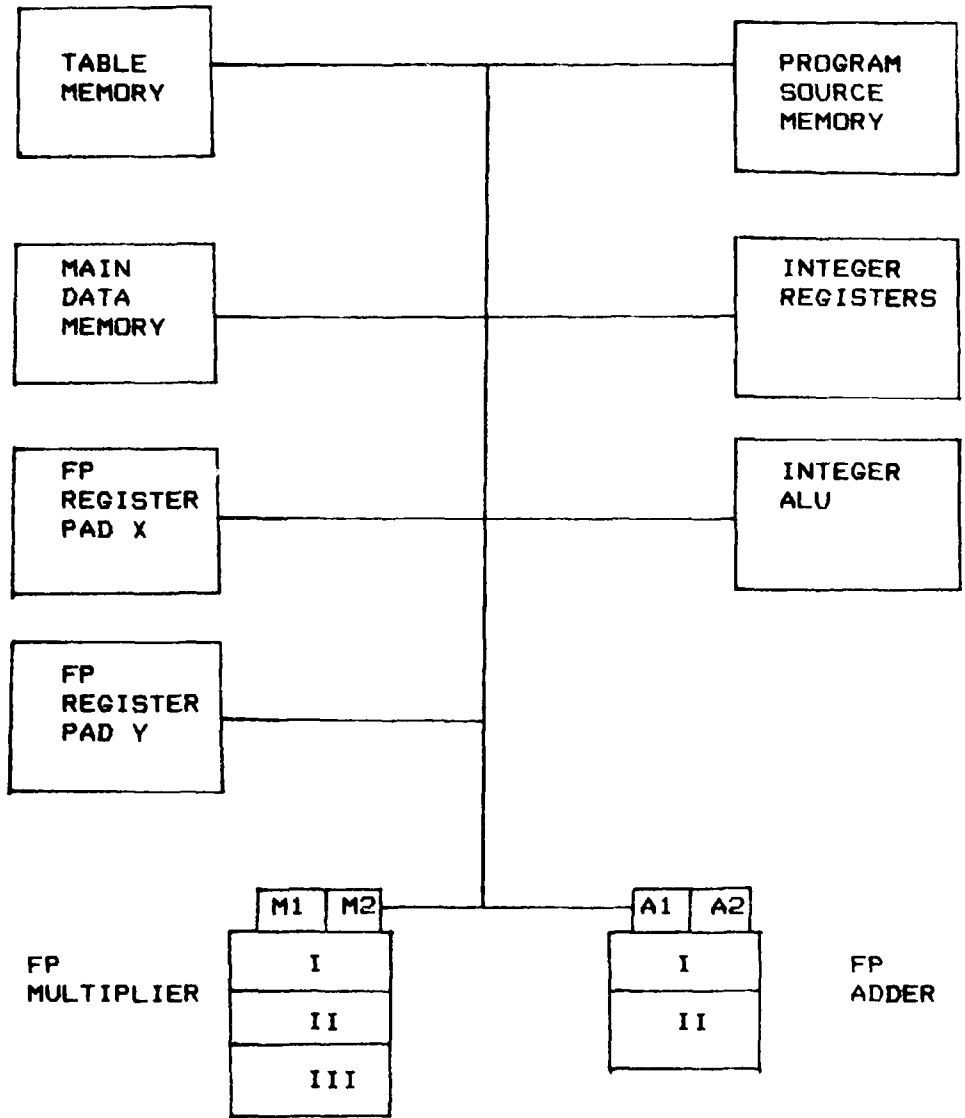 TABLE
MEMORY
PROGRAM
SOURCE
MEMORY
MAIN
DATA
MEMORY
INTEGER
REGISTERS
FP
REGISTER
PAD X
INTEGER
ALU
FP
REGISTER
PAD Y
M1 M2
A1 A2
FP
MULTIPLIER
I
II
III
I
II
FP
ADDER